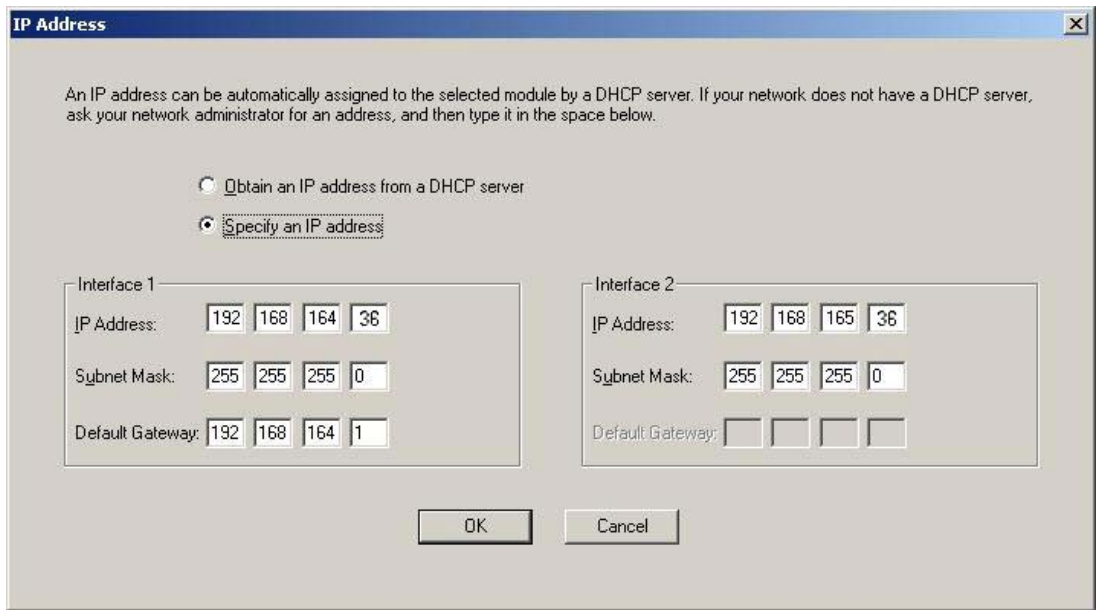 IP Address
An IP address can be automatically assigned to the selected module by a DHCP server. If your network does not have a DHCP server,
ask your network administrator for an address, and then type it in the space below.
Obtain an IP address from a DHCP server
Specify an IP address
Interface 1
IP Address: 192 168 164 36
Subnet Mask: 255 255 255 0
Default Gateway: 192 168 164 1
Interface 2
IP Address: 192 168 165 36
Subnet Mask: 255 255 255 0
Default Gateway:
OK
Cancel